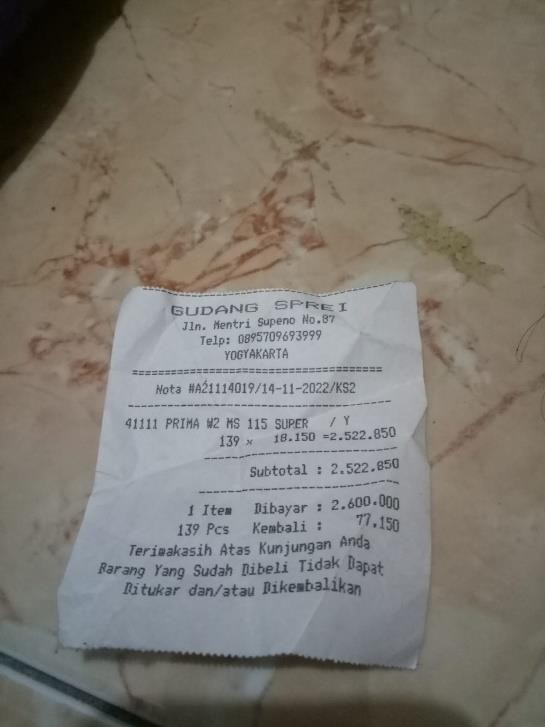 GUDANG SPREI
Jln. Mentri Supeno No.87
Telp: 0895709693999
YOGYAKARTA
====================================
Nota #A21114019/14-11-2022/KS2
----------------------------------------
41111 PRIMA W2 MS 115 SUPER / Y
139 x 18.150 =2.522.850
------------------------------
Subtotal : 2.522.850
------------------------------
1 Item Dibayar : 2.600.000
139 Pcs Kembali : 77.150
Terimakasih Atas Kunjungan Anda
Barang Yang Sudah Dibeli Tidak Dapat
Ditukar dan/atau Dikembalikan